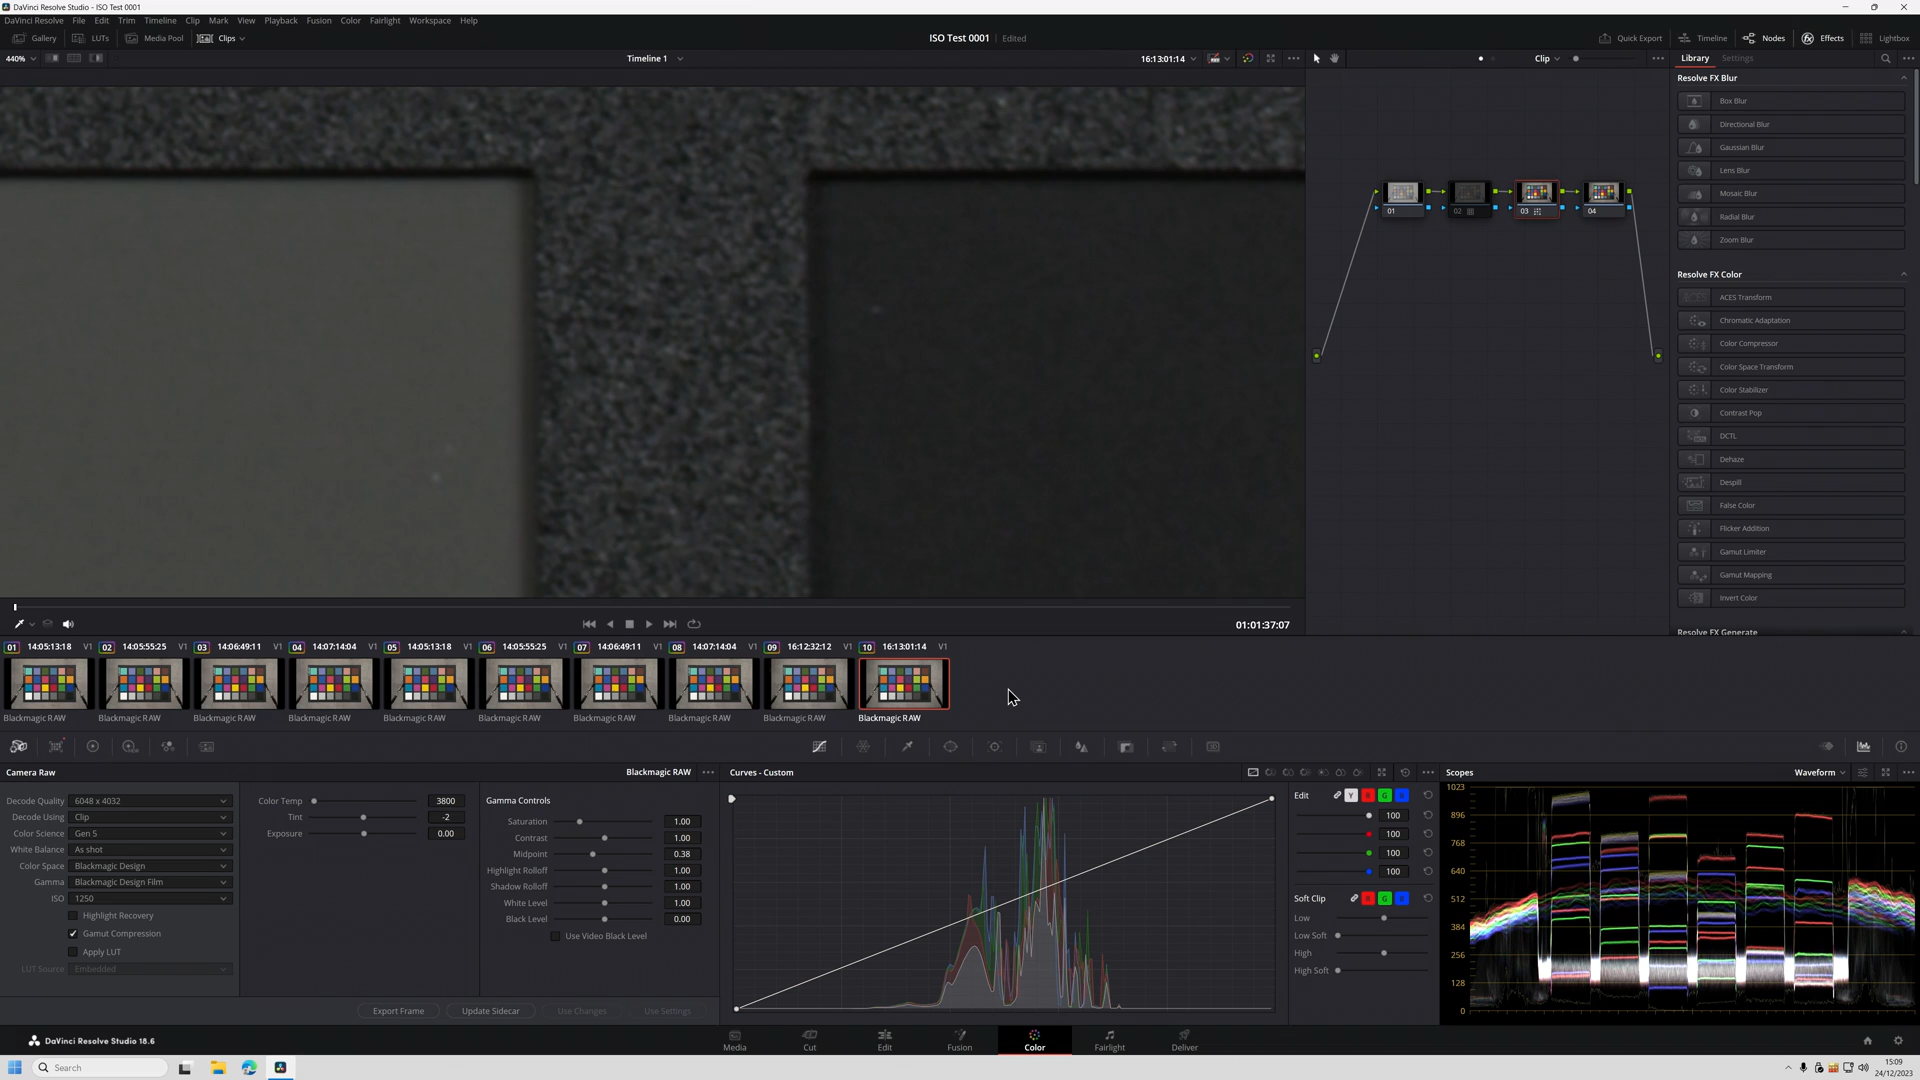 DaVinci Resolve Studio - ISO Test 0001
DaVinci Resolve File Edit Trim Timeline Clip Mark View Playback Fusion Color Fairlight Workspace Help
Gallery LUTs Media Pool Clips ISO Test 0001 Edited Quick Export Timeline Nodes Effects Lightbox
440% Timeline 1 16:13:01:14 Clip Library Settings
Resolve FX Blur
Box Blur
Directional Blur
Gaussian Blur
Lens Blur
Mosaic Blur
Radial Blur
Zoom Blur
01 02 03 04
Resolve FX Color
ACES Transform
Chromatic Adaptation
Color Compressor
Color Space Transform
Color Stabilizer
Contrast Pop
DCTL
Dehaze
Despill
False Color
Flicker Addition
Gamut Limiter
Gamut Mapping
Invert Color
Resolve FX Generate
01:01:37:07
01 14:05:13:18 V1 02 14:05:55:25 V1 03 14:06:49:11 V1 04 14:07:14:04 V1 05 14:05:13:18 V1 06 14:05:55:25 V1 07 14:06:49:11 V1 08 14:07:14:04 V1 09 16:12:32:12 V1 10 16:13:01:14 V1
Blackmagic RAW Blackmagic RAW Blackmagic RAW Blackmagic RAW Blackmagic RAW Blackmagic RAW Blackmagic RAW Blackmagic RAW Blackmagic RAW Blackmagic RAW
Camera Raw Blackmagic RAW
Decode Quality 6048 x 4032
Decode Using Clip
Color Science Gen 5
White Balance As shot
Color Space Blackmagic Design
Gamma Blackmagic Design Film
ISO 1250
Highlight Recovery
Gamut Compression
Apply LUT
LUT Source Embedded
Color Temp 3800
Tint -2
Exposure 0.00
Gamma Controls
Saturation 1.00
Contrast 1.00
Midpoint 0.38
Highlight Rolloff 1.00
Shadow Rolloff 1.00
White Level 1.00
Black Level 0.00
Use Video Black Level
Export Frame Update Sidecar Use Changes Use Settings
Curves - Custom
Edit Y R G B
100
100
100
100
Soft Clip R G B
Low
Low Soft
High
High Soft
Scopes Waveform
1023
896
768
640
512
384
256
128
0
DaVinci Resolve Studio 18.6
Media Cut Edit Fusion Color Fairlight Deliver
Search
15:09
24/12/2023